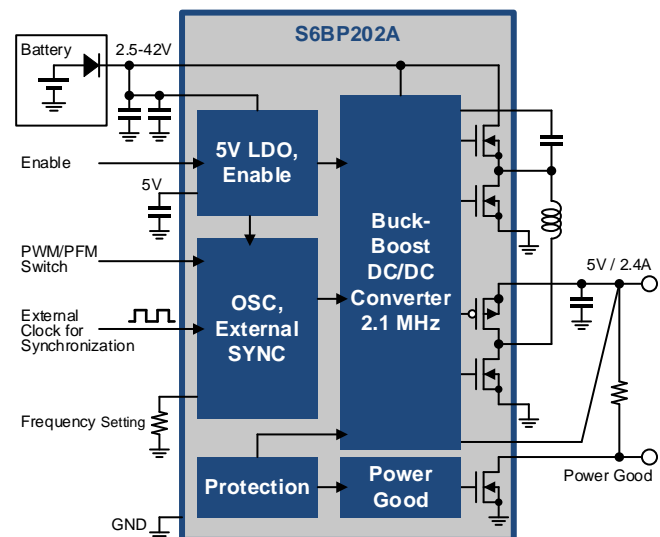 S6BP202A
Battery
2.5-42V
Enable
5V LDO,
Enable
5V
PWM/PFM
Switch
OSC,
External
SYNC
External
Clock for
Synchronization
Frequency Setting
Buck-
Boost
DC/DC
Converter
2.1 MHz
5V / 2.4A
Protection
Power
Good
Power Good
GND